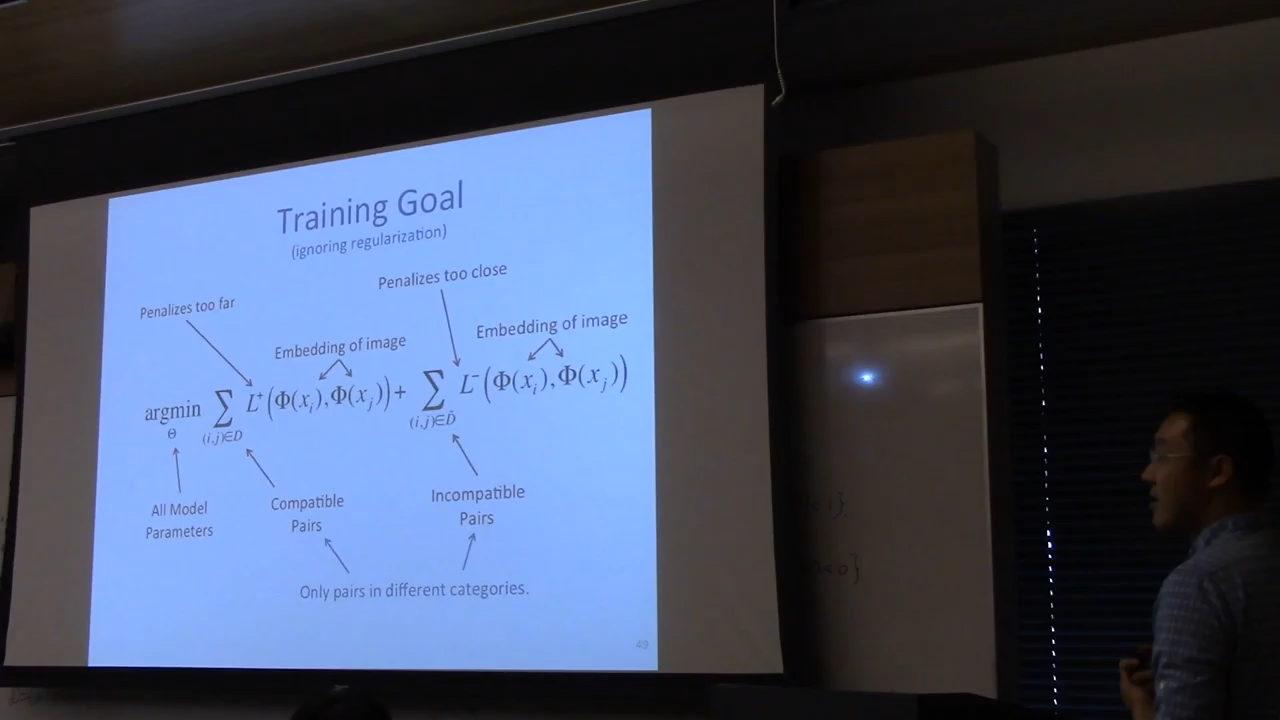 Training Goal
(ignoring regularization)
Penalizes too close
Penalizes too far
Embedding of image
Embedding of image
argmin Σ L⁺(Φ(xᵢ),Φ(xⱼ)) + Σ L⁻(Φ(xᵢ),Φ(xⱼ))
Θ (i,j)∈D (i,j)∈D̃
All Model
Parameters
Compatible
Pairs
Incompatible
Pairs
Only pairs in different categories.
49